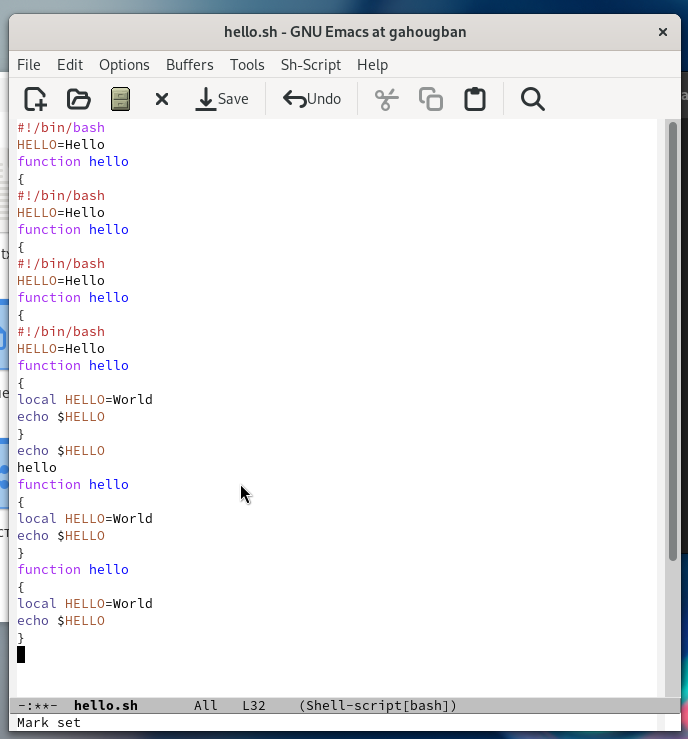 hello.sh - GNU Emacs at gahougban
File Edit Options Buffers Tools Sh-Script Help
Save Undo
#!/bin/bash
HELLO=Hello
function hello
{
#!/bin/bash
HELLO=Hello
function hello
{
#!/bin/bash
HELLO=Hello
function hello
{
#!/bin/bash
HELLO=Hello
function hello
{
local HELLO=World
echo $HELLO
}
echo $HELLO
hello
function hello
{
local HELLO=World
echo $HELLO
}
function hello
{
local HELLO=World
echo $HELLO
}
-:**- hello.sh All L32 (Shell-script[bash])
Mark set